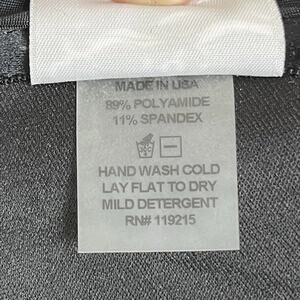 MADE IN USA
89% POLYAMIDE
11% SPANDEX
HAND WASH COLD
LAY FLAT TO DRY
MILD DETERGENT
RN# 119215